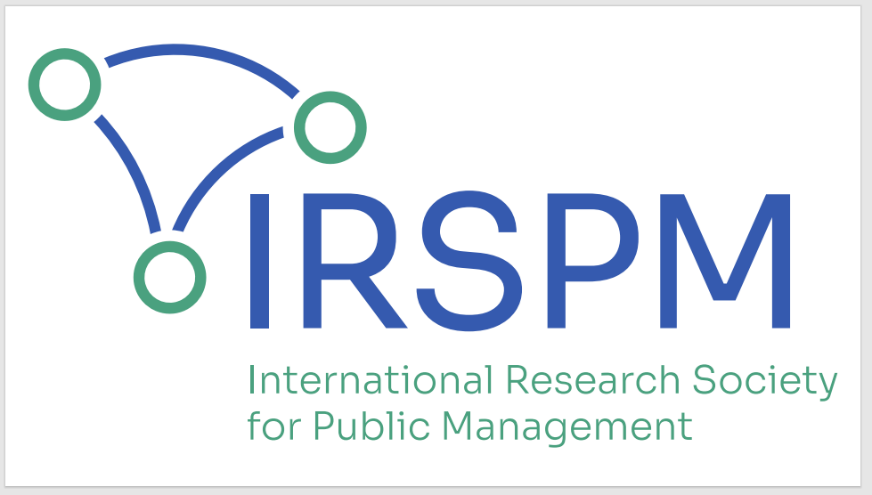 IRSPM
International Research Society
for Public Management